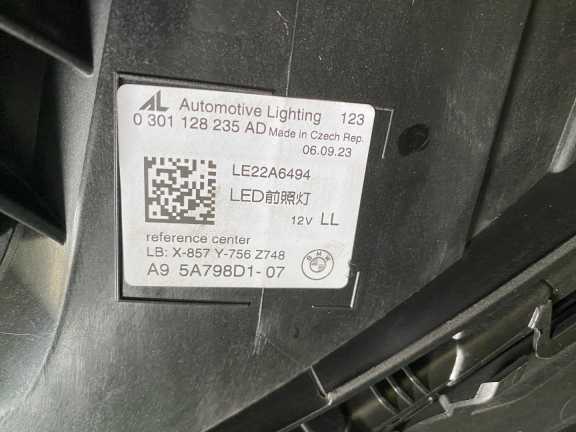 AL Automotive Lighting 123
0 301 128 235 AD Made in Czech Rep.
06.09.23
LE22A6494
LED前照灯
12V LL
reference center
LB: X-857 Y-756 Z748
A9 5A798D1-07
BMW